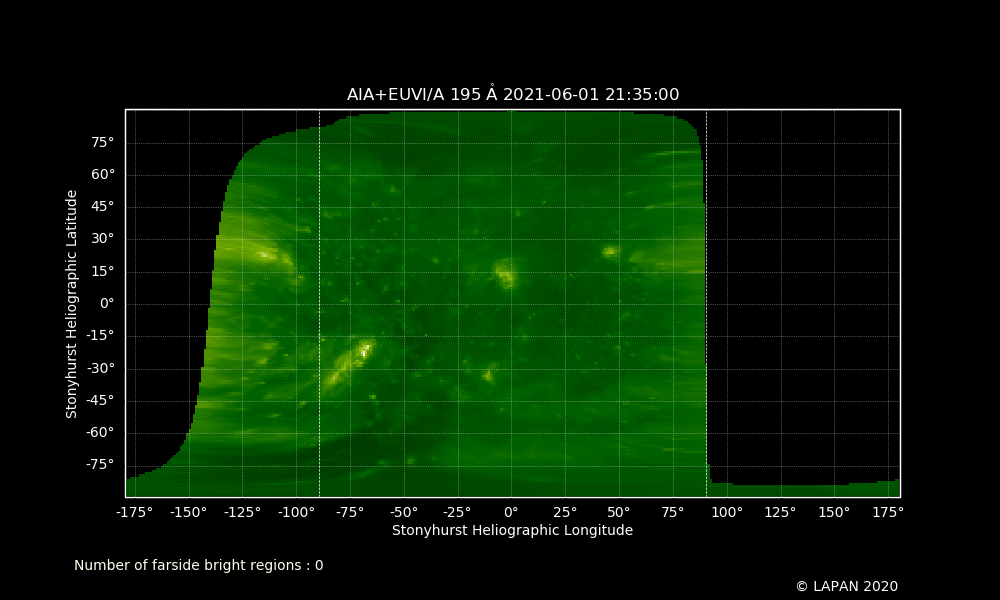 AIA+EUVI/A 195 Å 2021-06-01 21:35:00
Stonyhurst Heliographic Latitude
75°
60°
45°
30°
15°
0°
-15°
-30°
-45°
-60°
-75°
-175° -150° -125° -100° -75° -50° -25° 0° 25° 50° 75° 100° 125° 150° 175°
Stonyhurst Heliographic Longitude
Number of farside bright regions : 0
© LAPAN 2020